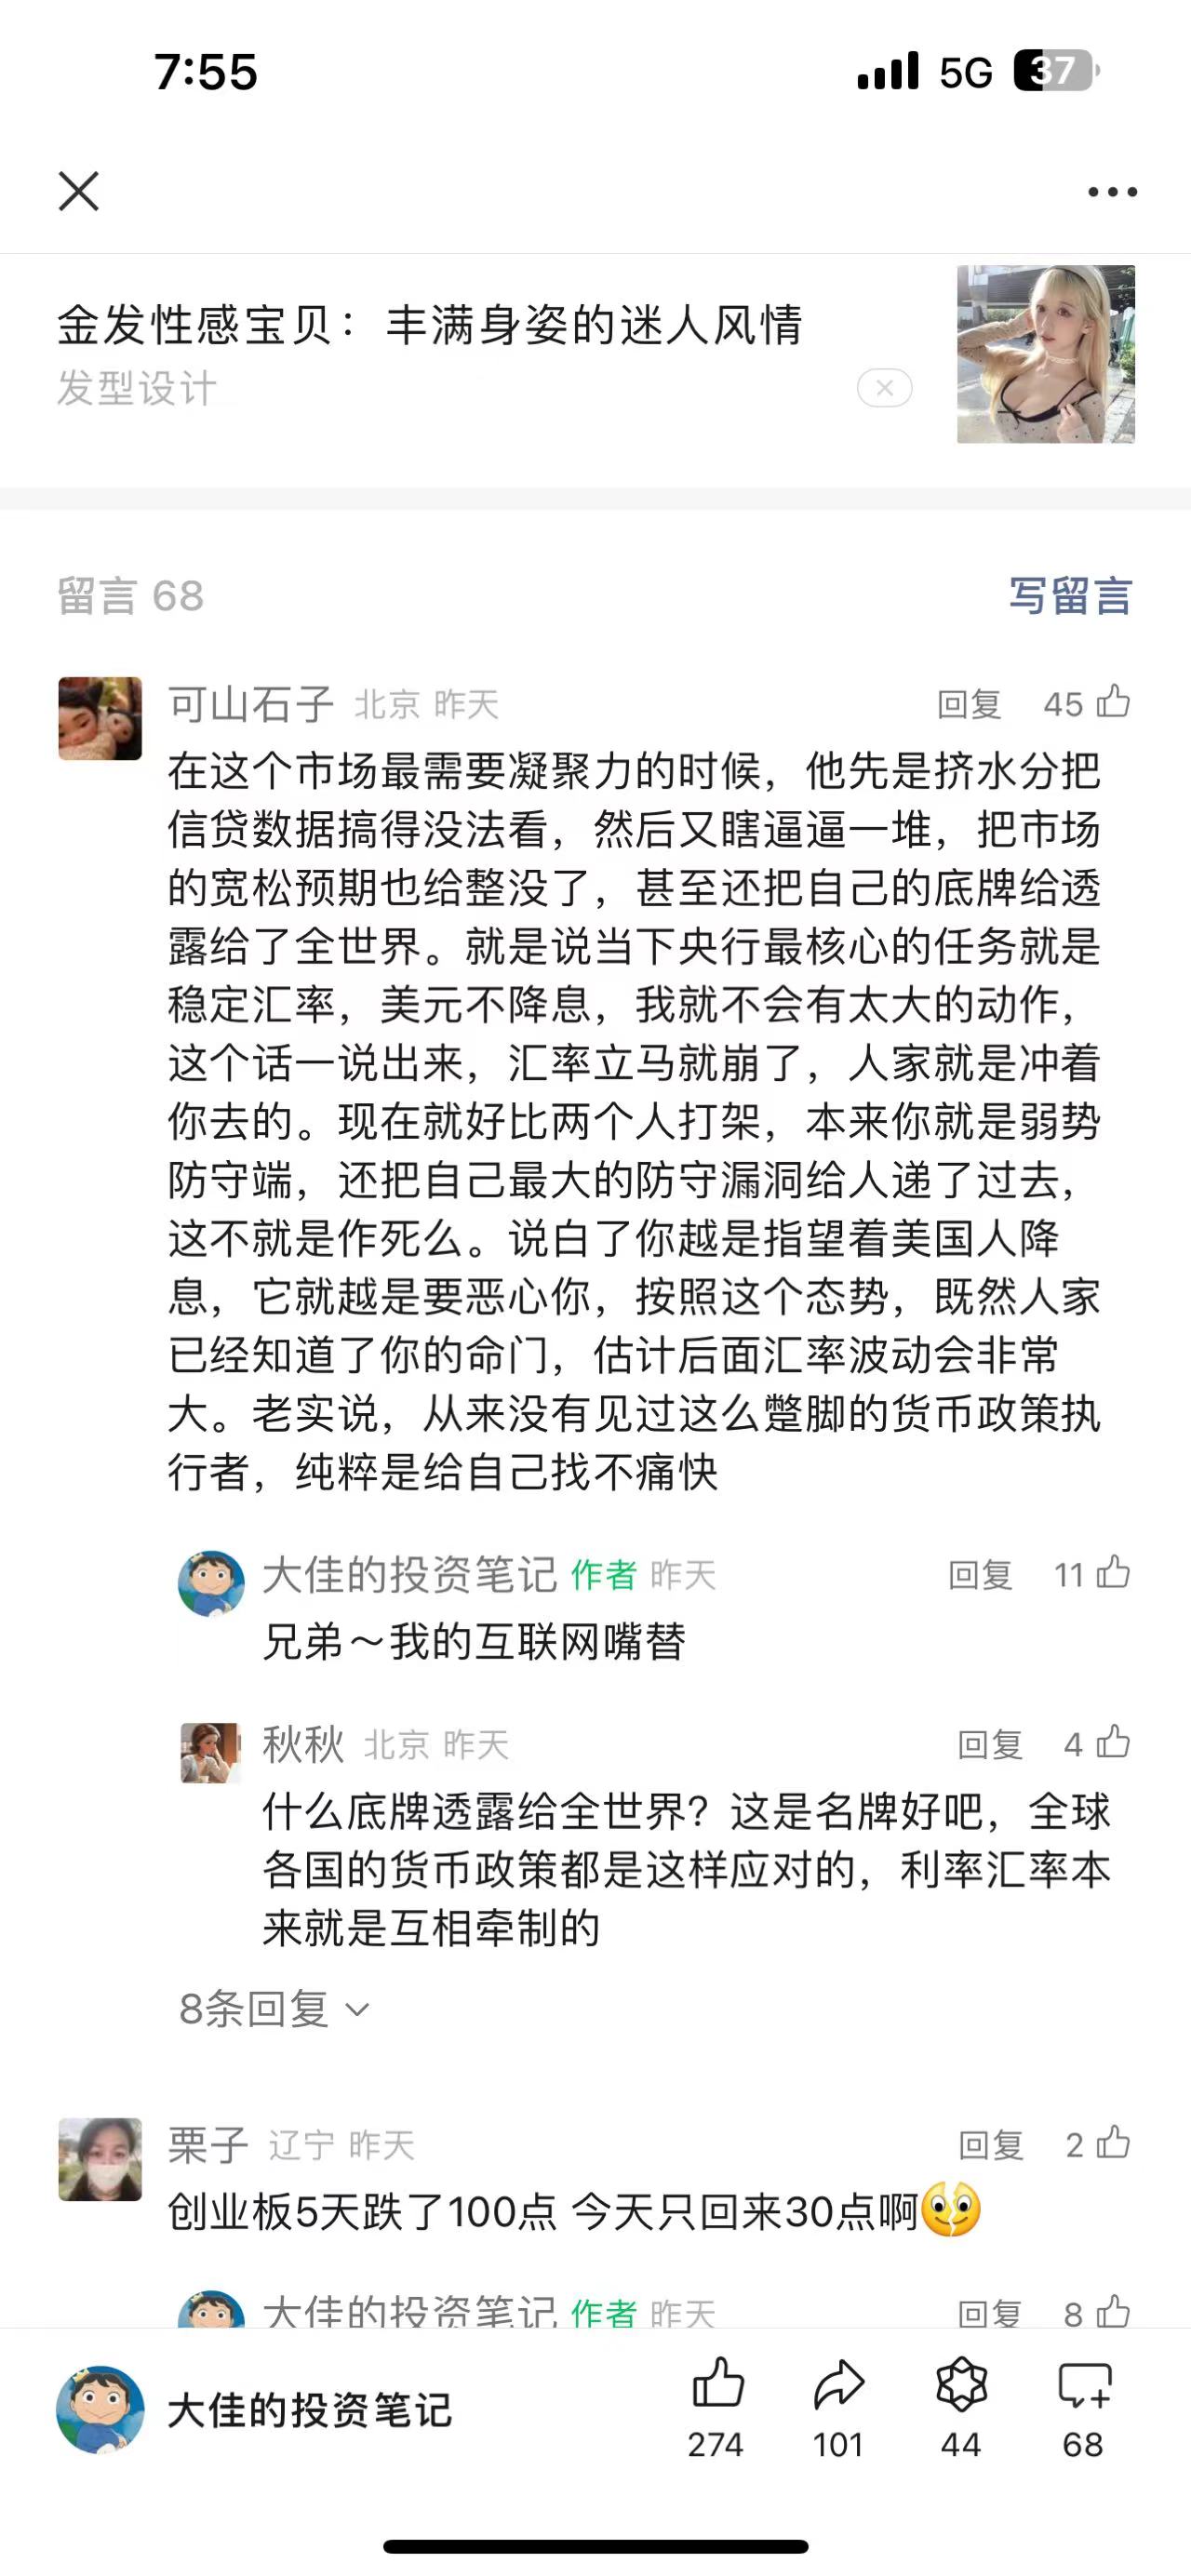 7:55
5G 37
金发性感宝贝：丰满身姿的迷人风情
发型设计
留言 68
写留言
可山石子 北京 昨天 回复 45
在这个市场最需要凝聚力的时候，他先是挤水分把
信贷数据搞得没法看，然后又瞎逼逼一堆，把市场
的宽松预期也给整没了，甚至还把自己的底牌给透
露给了全世界。就是说当下央行最核心的任务就是
稳定汇率，美元不降息，我就不会有太大的动作，
这个话一说出来，汇率立马就崩了，人家就是冲着
你去的。现在就好比两个人打架，本来你就是弱势
防守端，还把自己最大的防守漏洞给人递了过去，
这不就是作死么。说白了你越是指望着美国人降
息，它就越是要恶心你，按照这个态势，既然人家
已经知道了你的命门，估计后面汇率波动会非常
大。老实说，从来没有见过这么蹩脚的货币政策执
行者，纯粹是给自己找不痛快
大佳的投资笔记 作者 昨天 回复 11
兄弟～我的互联网嘴替
秋秋 北京 昨天 回复 4
什么底牌透露给全世界？这是名牌好吧，全球
各国的货币政策都是这样应对的，利率汇率本
来就是互相牵制的
8条回复
栗子 辽宁 昨天 回复 2
创业板5天跌了100点 今天只回来30点啊
大佳的投资笔记 作者 昨天 回复 8
大佳的投资笔记
274 101 44 68